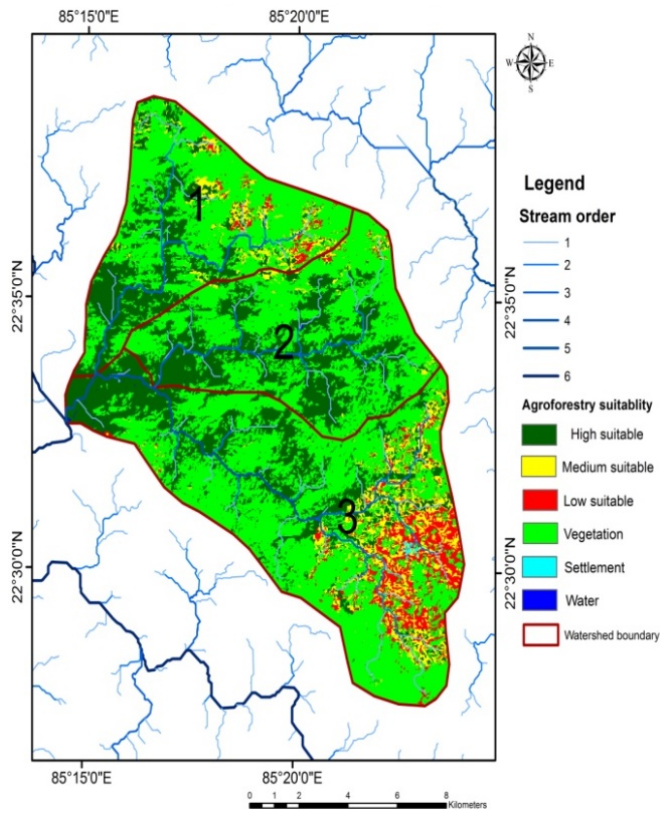 85°15'0"E 85°20'0"E
N
W E
S
22°35'0"N
22°35'0"N
22°30'0"N
22°30'0"N
1
2
3
Legend
Stream order
1
2
3
4
5
6
Agroforestry suitablity
High suitable
Medium suitable
Low suitable
Vegetation
Settlement
Water
Watershed boundary
85°15'0"E 85°20'0"E
0 1 2 4 6 8
Kilometers